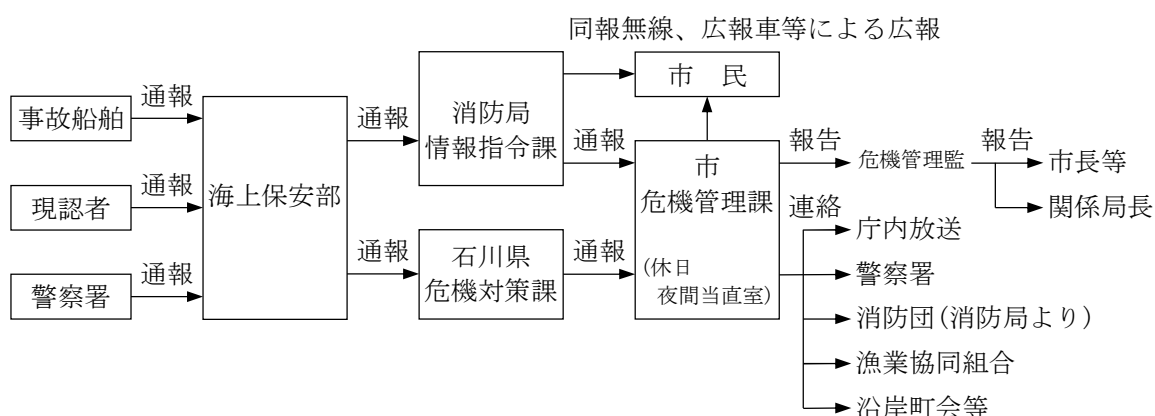 同報無線、広報車等による広報
市　民
事故船舶
通報
現認者
通報
警察署
通報
海上保安部
通報
消防局
情報指令課
通報
通報
石川県
危機対策課
通報
市
危機管理課
(休日
夜間当直室)
報告
危機管理監
報告
市長等
関係局長
連絡
庁内放送
警察署
消防団(消防局より)
漁業協同組合
沿岸町会等